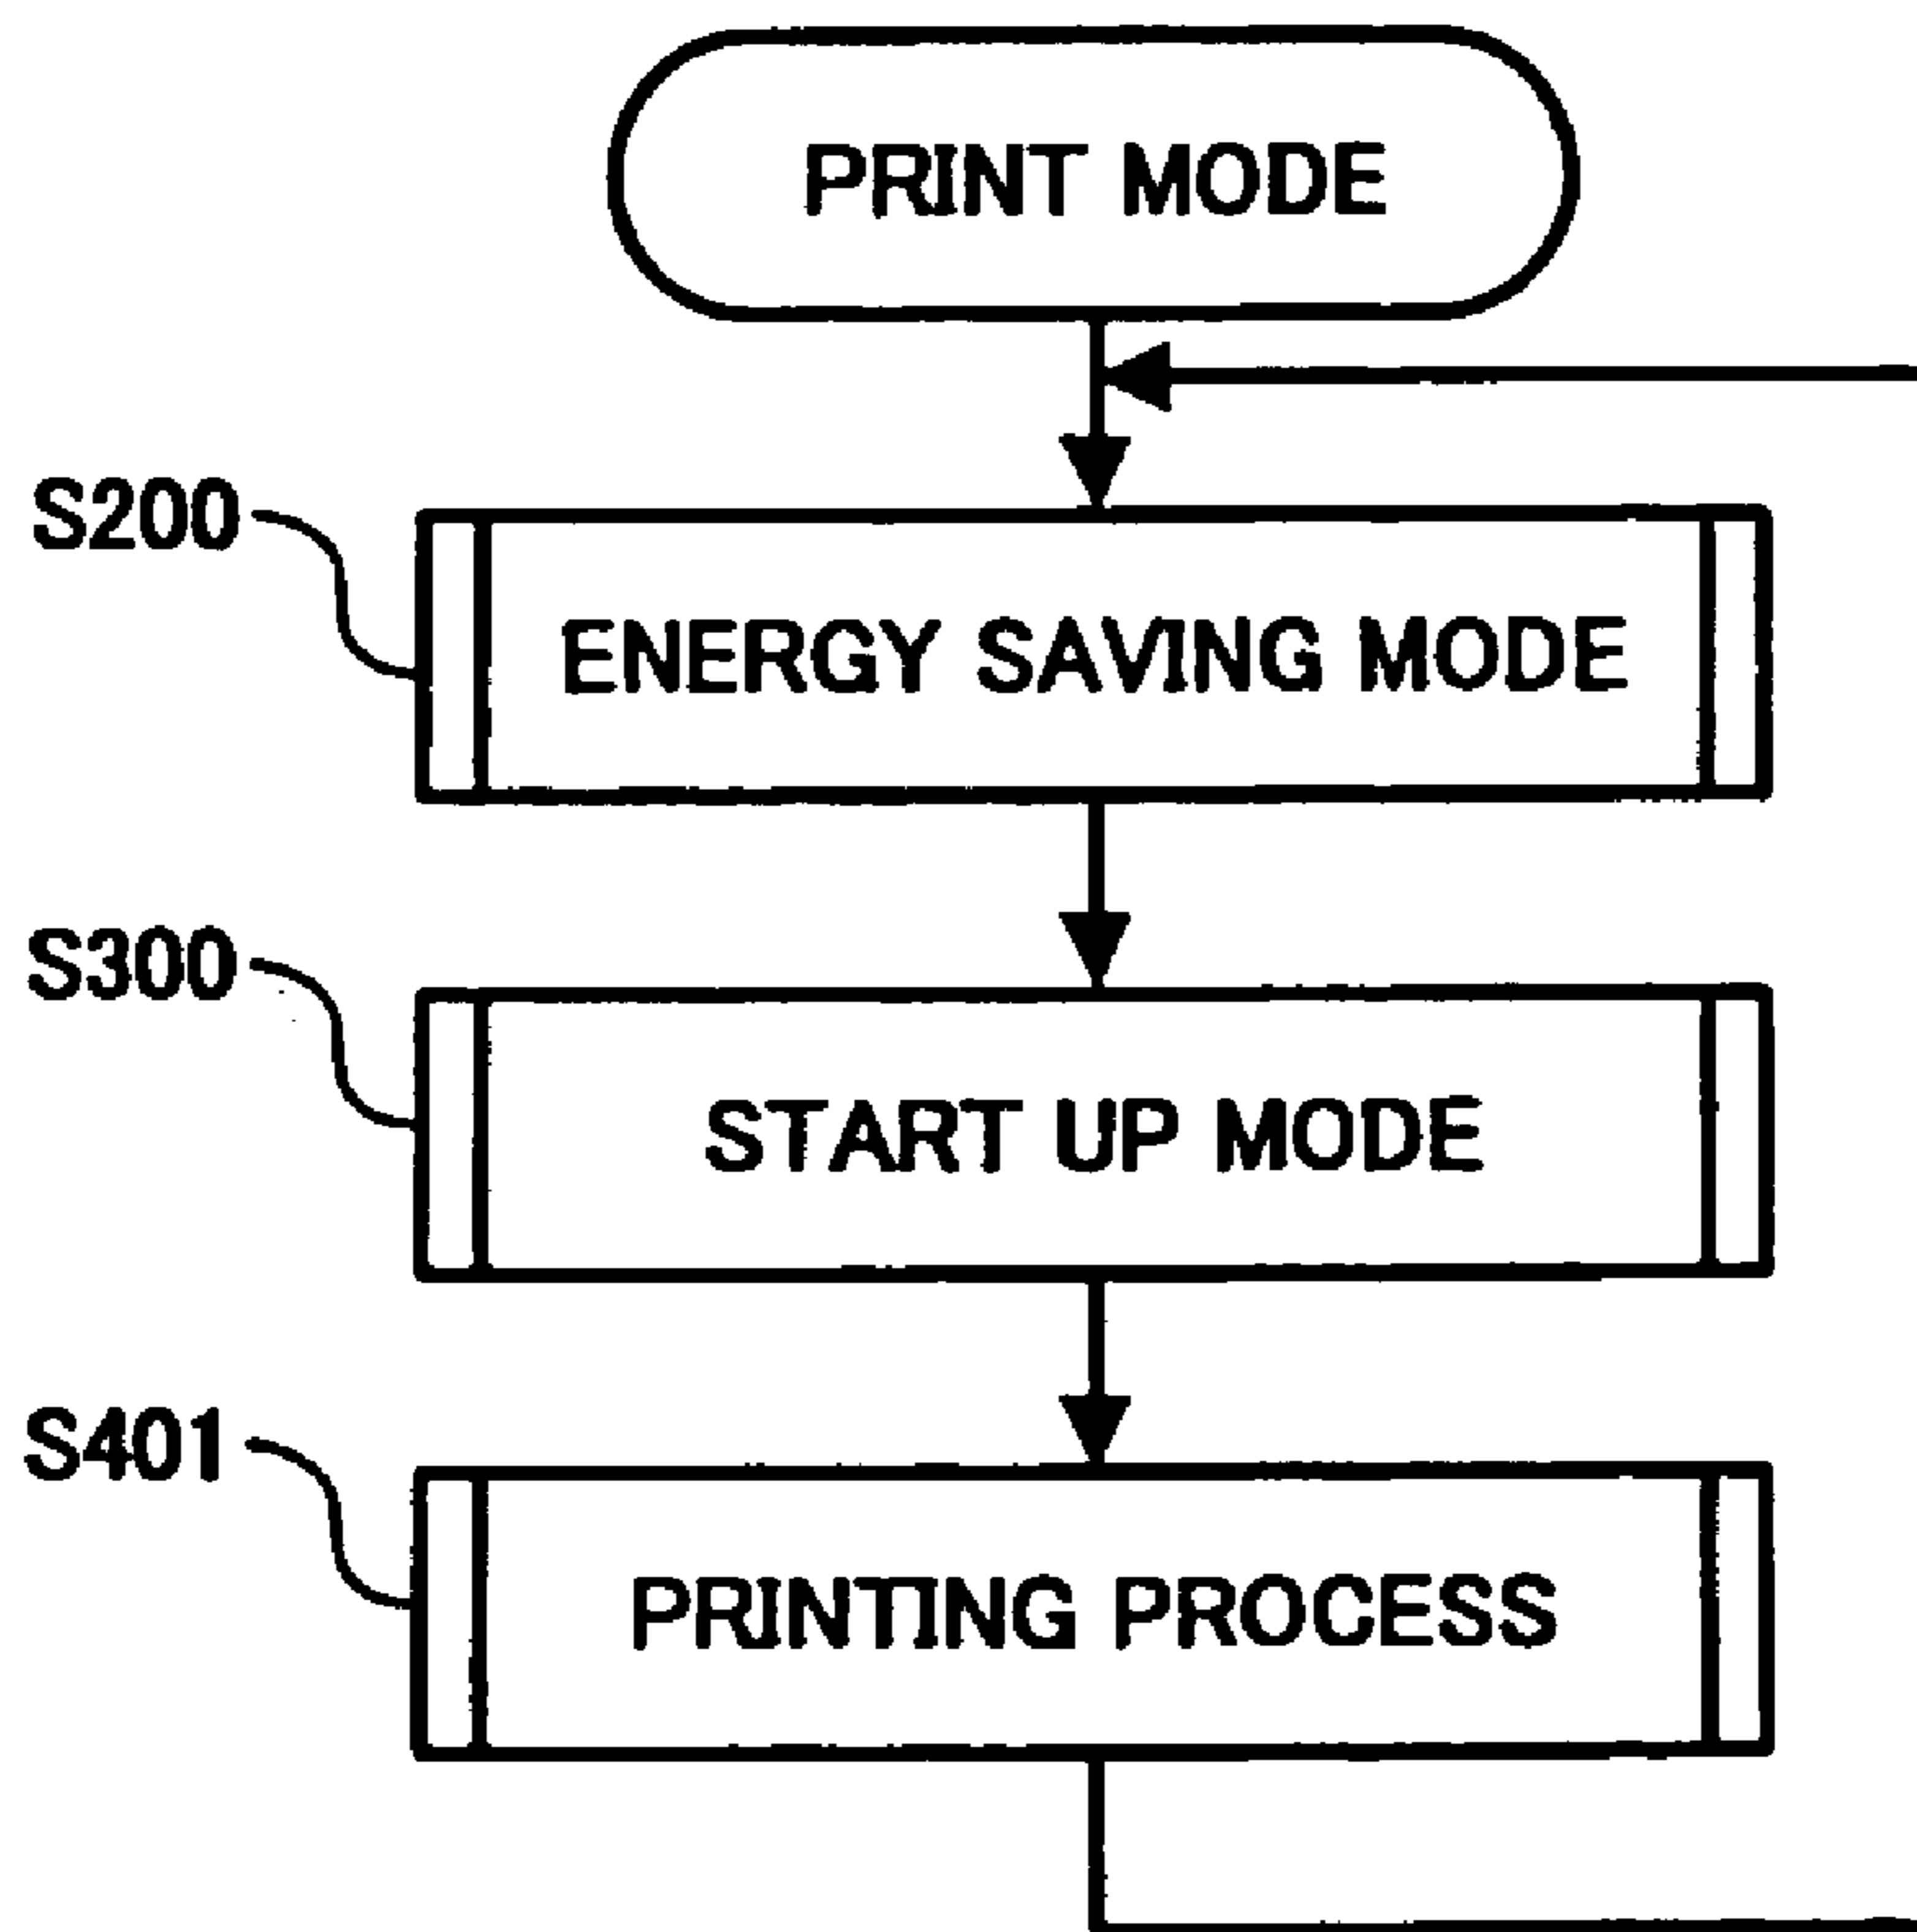 PRINT MODE
S200
ENERGY SAVING MODE
S300
START UP MODE
S401
PRINTING PROCESS